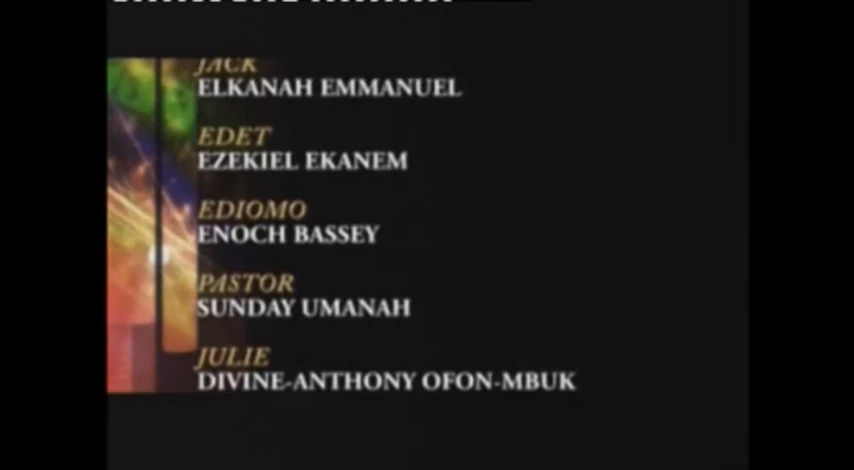 JACK
ELKANAH EMMANUEL
EDET
EZEKIEL EKANEM
EDIOMO
ENOCH BASSEY
PASTOR
SUNDAY UMANAH
JULIE
DIVINE-ANTHONY OFON-MBUK